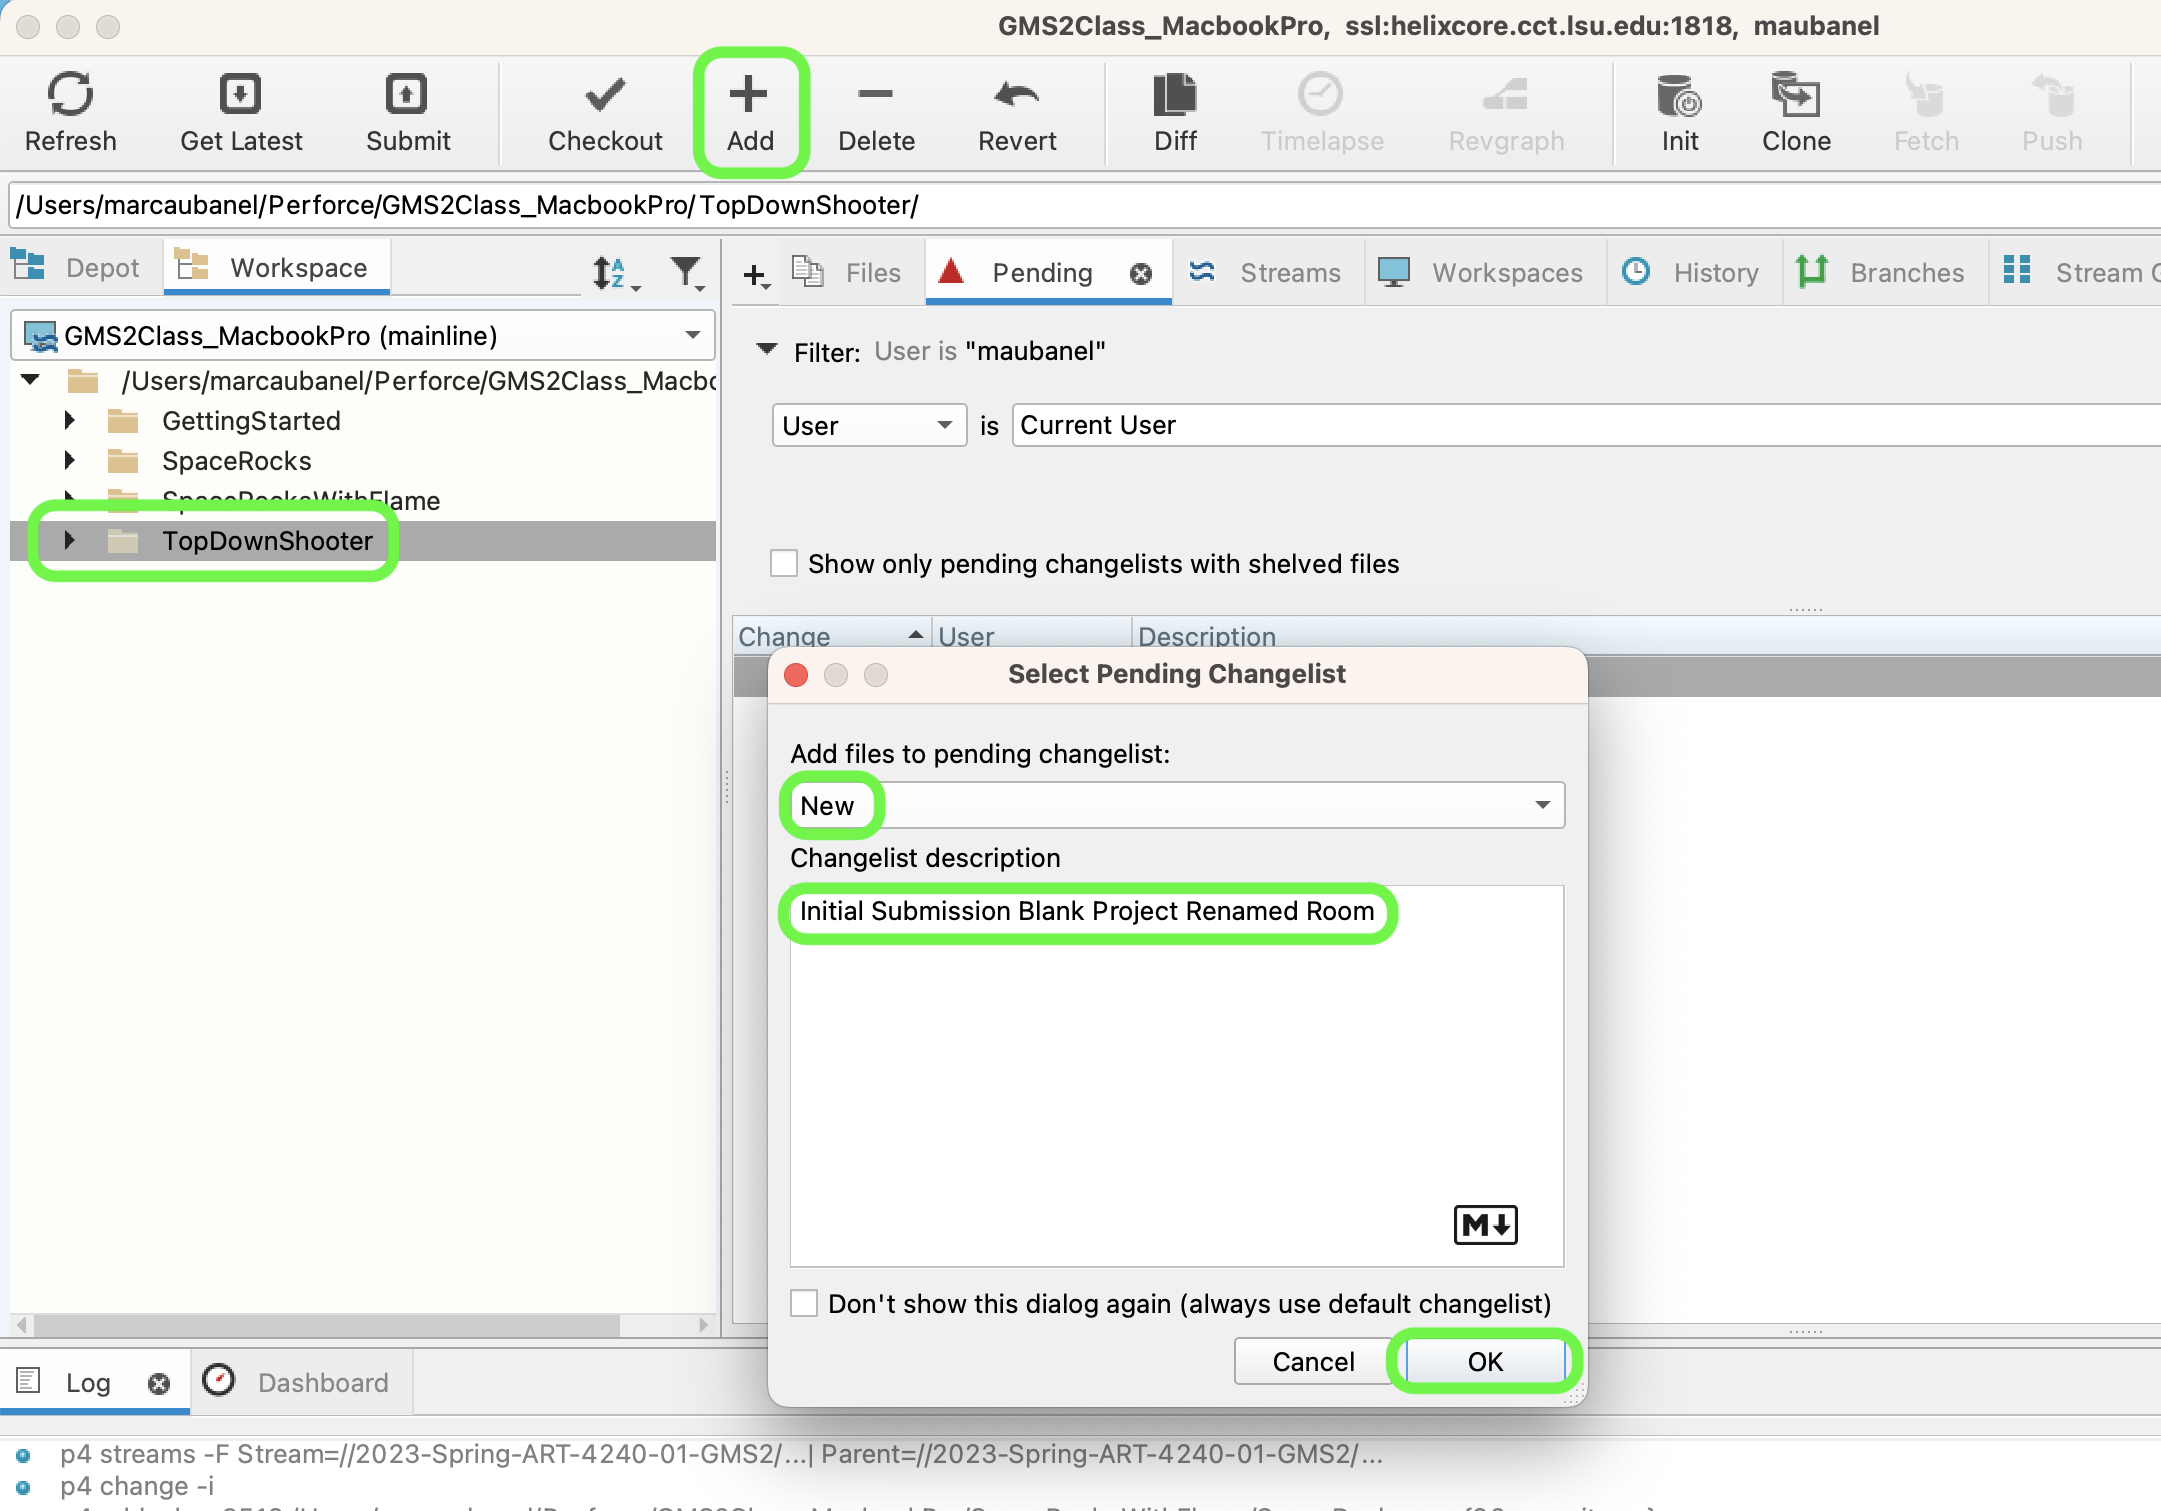 GMS2Class_MacbookPro, ssl:helixcore.cct.lsu.edu:1818, maubanel
Refresh Get Latest Submit Checkout Add Delete Revert Diff Timelapse Revgraph Init Clone Fetch Push
/Users/marcaubanel/Perforce/GMS2Class_MacbookPro/TopDownShooter/
Depot Workspace Files Pending Streams Workspaces History Branches Stream
GMS2Class_MacbookPro (mainline)
Filter: User is "maubanel"
/Users/marcaubanel/Perforce/GMS2Class_Macbo
GettingStarted
User is Current User
SpaceRocks
SpaceRocksWithFlame
TopDownShooter
Show only pending changelists with shelved files
Change User Description
Select Pending Changelist
Add files to pending changelist:
New
Changelist description
Initial Submission Blank Project Renamed Room
M
Don't show this dialog again (always use default changelist)
Cancel OK
Log Dashboard
p4 streams -F Stream=//2023-Spring-ART-4240-01-GMS2/...| Parent=//2023-Spring-ART-4240-01-GMS2/...
p4 change -i